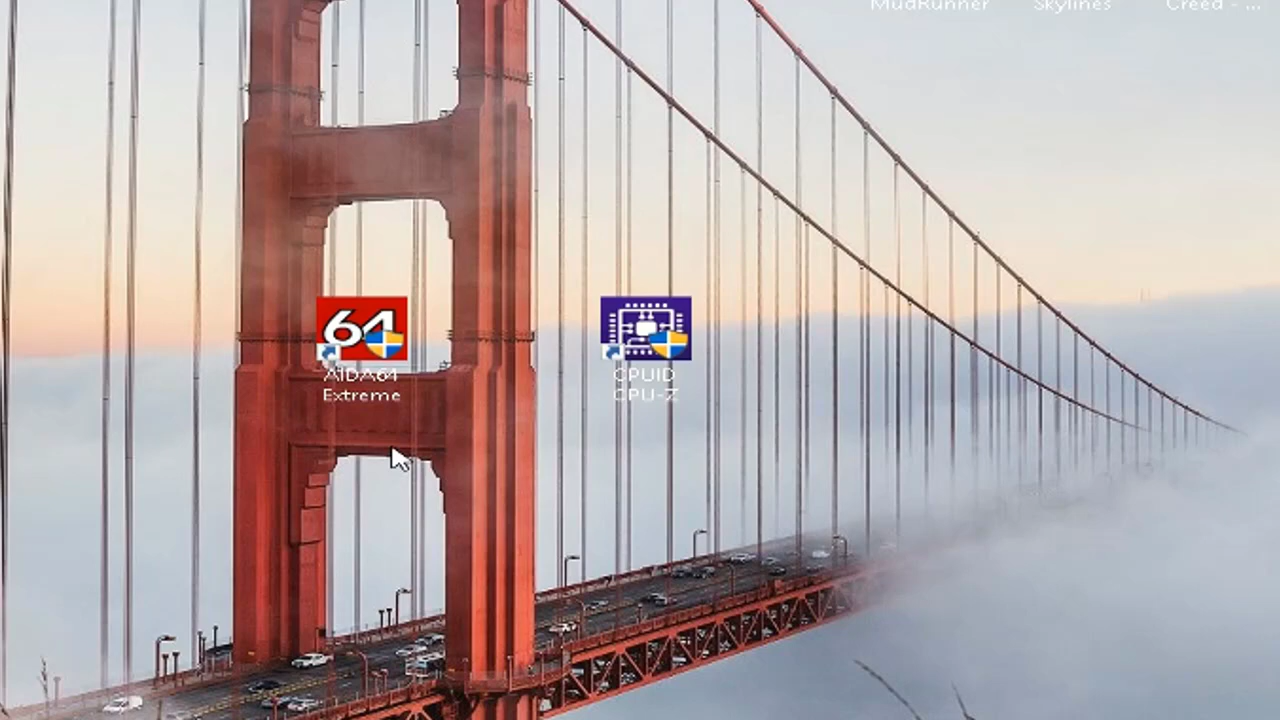 MudRunner
Skylines
Creed - ...
64
AIDA64
Extreme
CPUID
CPU-Z